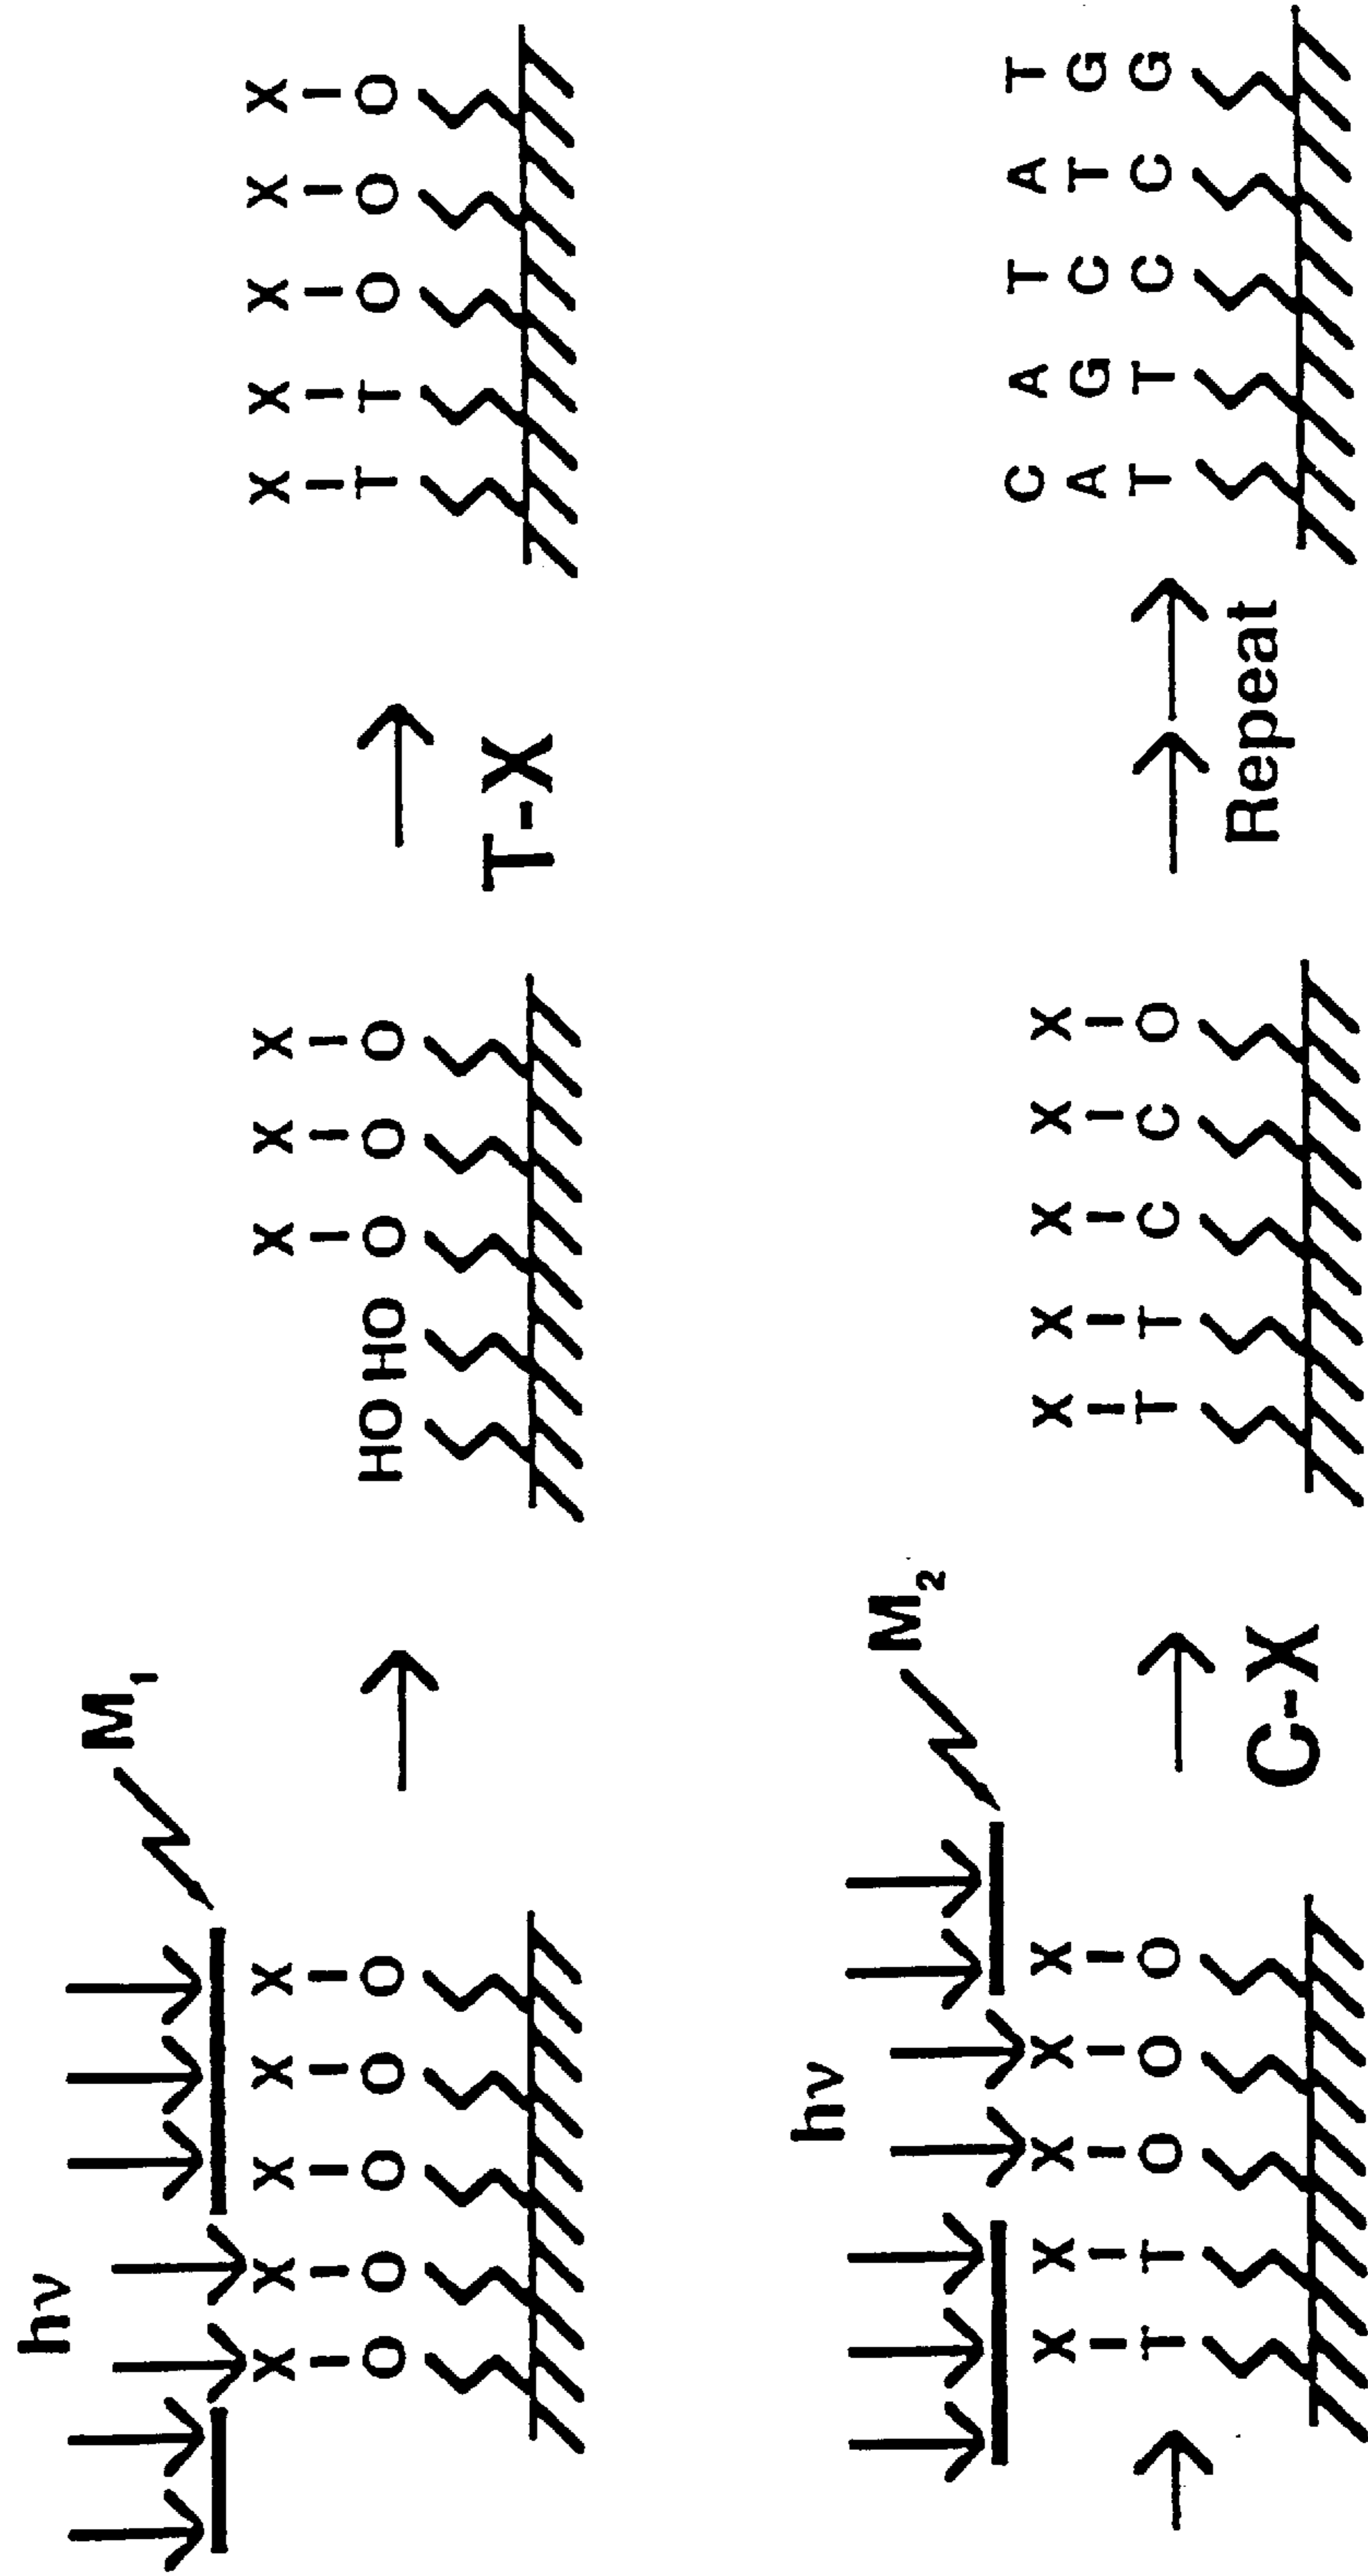 hν
M₁
X X X X X
O O O O O
X X X
HO HO O O O
T-X
X X X X X
T T O O O
hν
M₂
X X X X X
T T O O O
C-X
X X X X X
T T C C O
Repeat
C A T A T
A G C T G
T T C C G